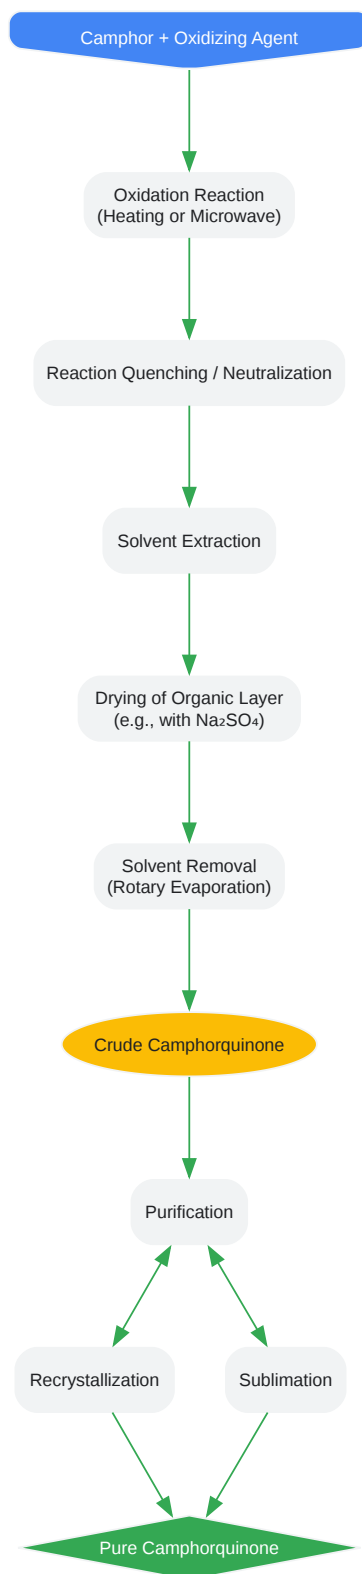 Camphor + Oxidizing Agent
Oxidation Reaction
(Heating or Microwave)
Reaction Quenching / Neutralization
Solvent Extraction
Drying of Organic Layer
(e.g., with Na₂SO₄)
Solvent Removal
(Rotary Evaporation)
Crude Camphorquinone
Purification
Recrystallization
Sublimation
Pure Camphorquinone